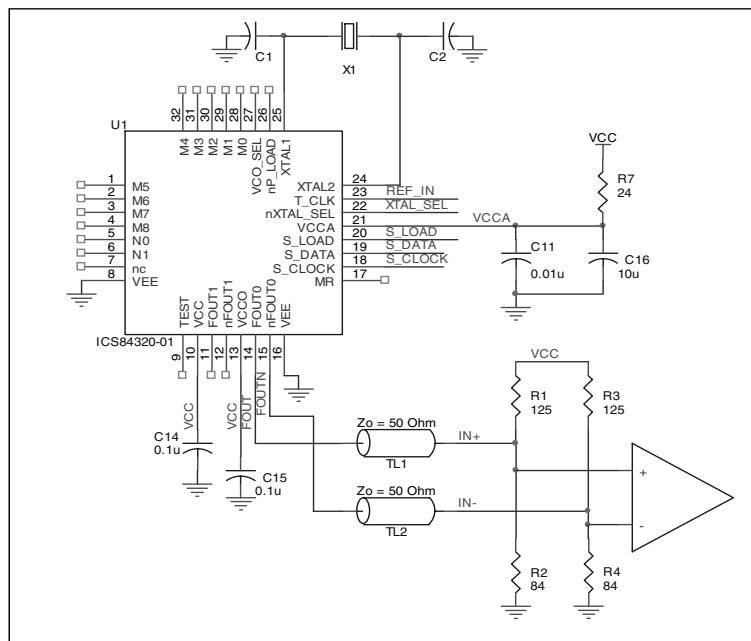 C1
X1
C2
U1
32
31
30
29
28
27
26
25
M4
M3
M2
M1
M0
VCO_SEL
nP_LOAD
XTAL1
VCC
R7
24
1
2
3
4
5
6
7
8
M5
M6
M7
M8
N0
N1
nc
VEE
XTAL2
T_CLK
nXTAL_SEL
VCCA
S_LOAD
S_DATA
S_CLOCK
MR
24
23
22
21
20
19
18
17
REF_IN
XTAL_SEL
VCCA
S_LOAD
S_DATA
S_CLOCK
C11
0.01u
C16
10u
TEST
VCC
FOUT1
nFOUT1
VCCO
FOUT0
nFOUT0
VEE
ICS84320-01
9
10
11
12
13
14
15
16
VCC
VCC
FOUT
FOUTN
C14
0.1u
C15
0.1u
Zo = 50 Ohm
TL1
IN+
Zo = 50 Ohm
TL2
IN-
VCC
R1
125
R3
125
+
-
R2
84
R4
84